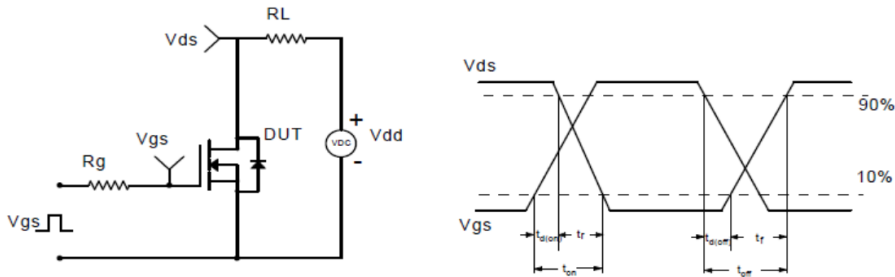 RL
Vds
Vgs
DUT
+
VDC
Vdd
-
Rg
Vgs
Vds
90%
10%
Vgs
td(on)
tr
td(off)
tf
ton
toff